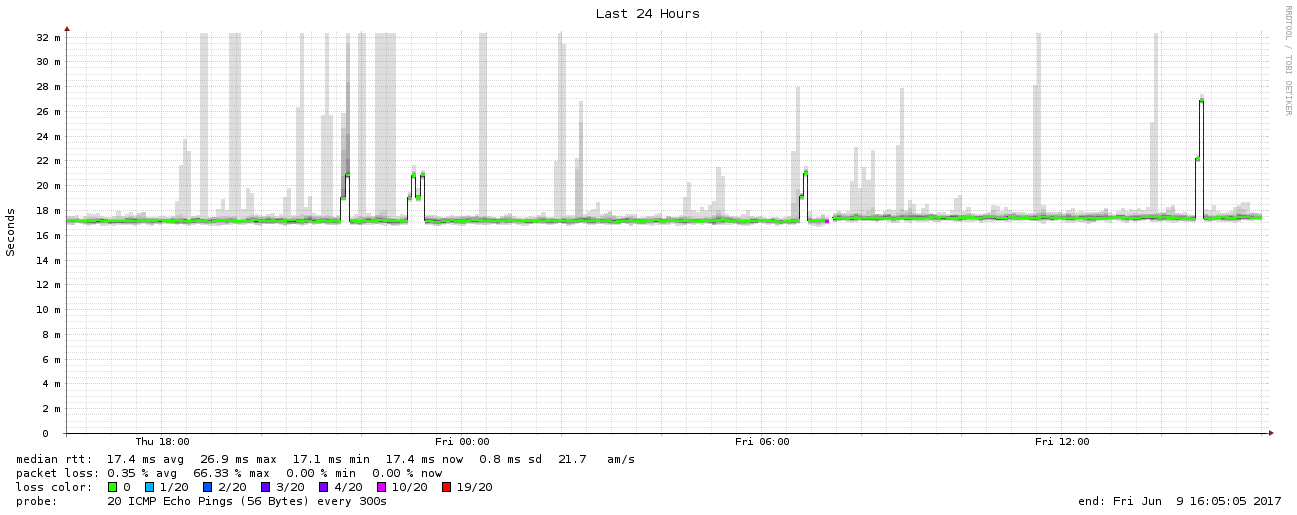 Last 24 Hours
RRDTOOL / TOBI OETIKER
Seconds
32 m
30 m
28 m
26 m
24 m
22 m
20 m
18 m
16 m
14 m
12 m
10 m
8 m
6 m
4 m
2 m
0
Thu 18:00 Fri 00:00 Fri 06:00 Fri 12:00
median rtt: 17.4 ms avg 26.9 ms max 17.1 ms min 17.4 ms now 0.8 ms sd 21.7 am/s
packet loss: 0.35 % avg 66.33 % max 0.00 % min 0.00 % now
loss color: 0 1/20 2/20 3/20 4/20 10/20 19/20
probe: 20 ICMP Echo Pings (56 Bytes) every 300s end: Fri Jun 9 16:05:05 2017